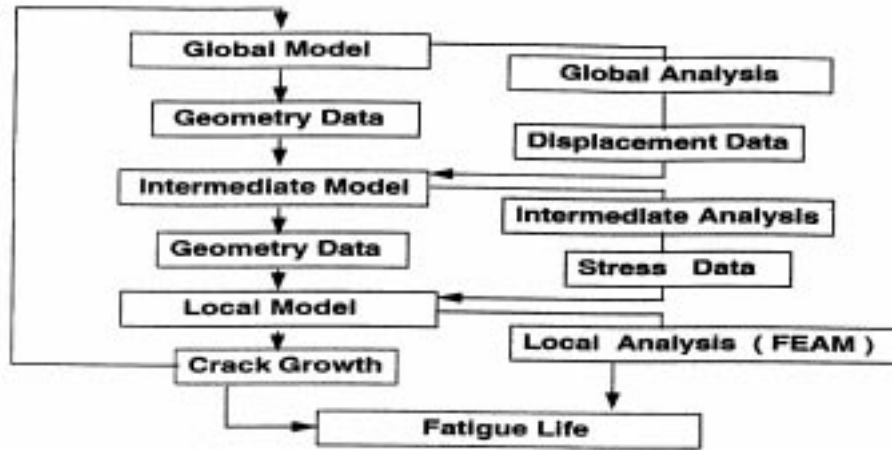 Global Model
Global Analysis
Geometry Data
Displacement Data
Intermediate Model
Intermediate Analysis
Geometry Data
Stress Data
Local Model
Local Analysis ( FEAM )
Crack Growth
Fatigue Life